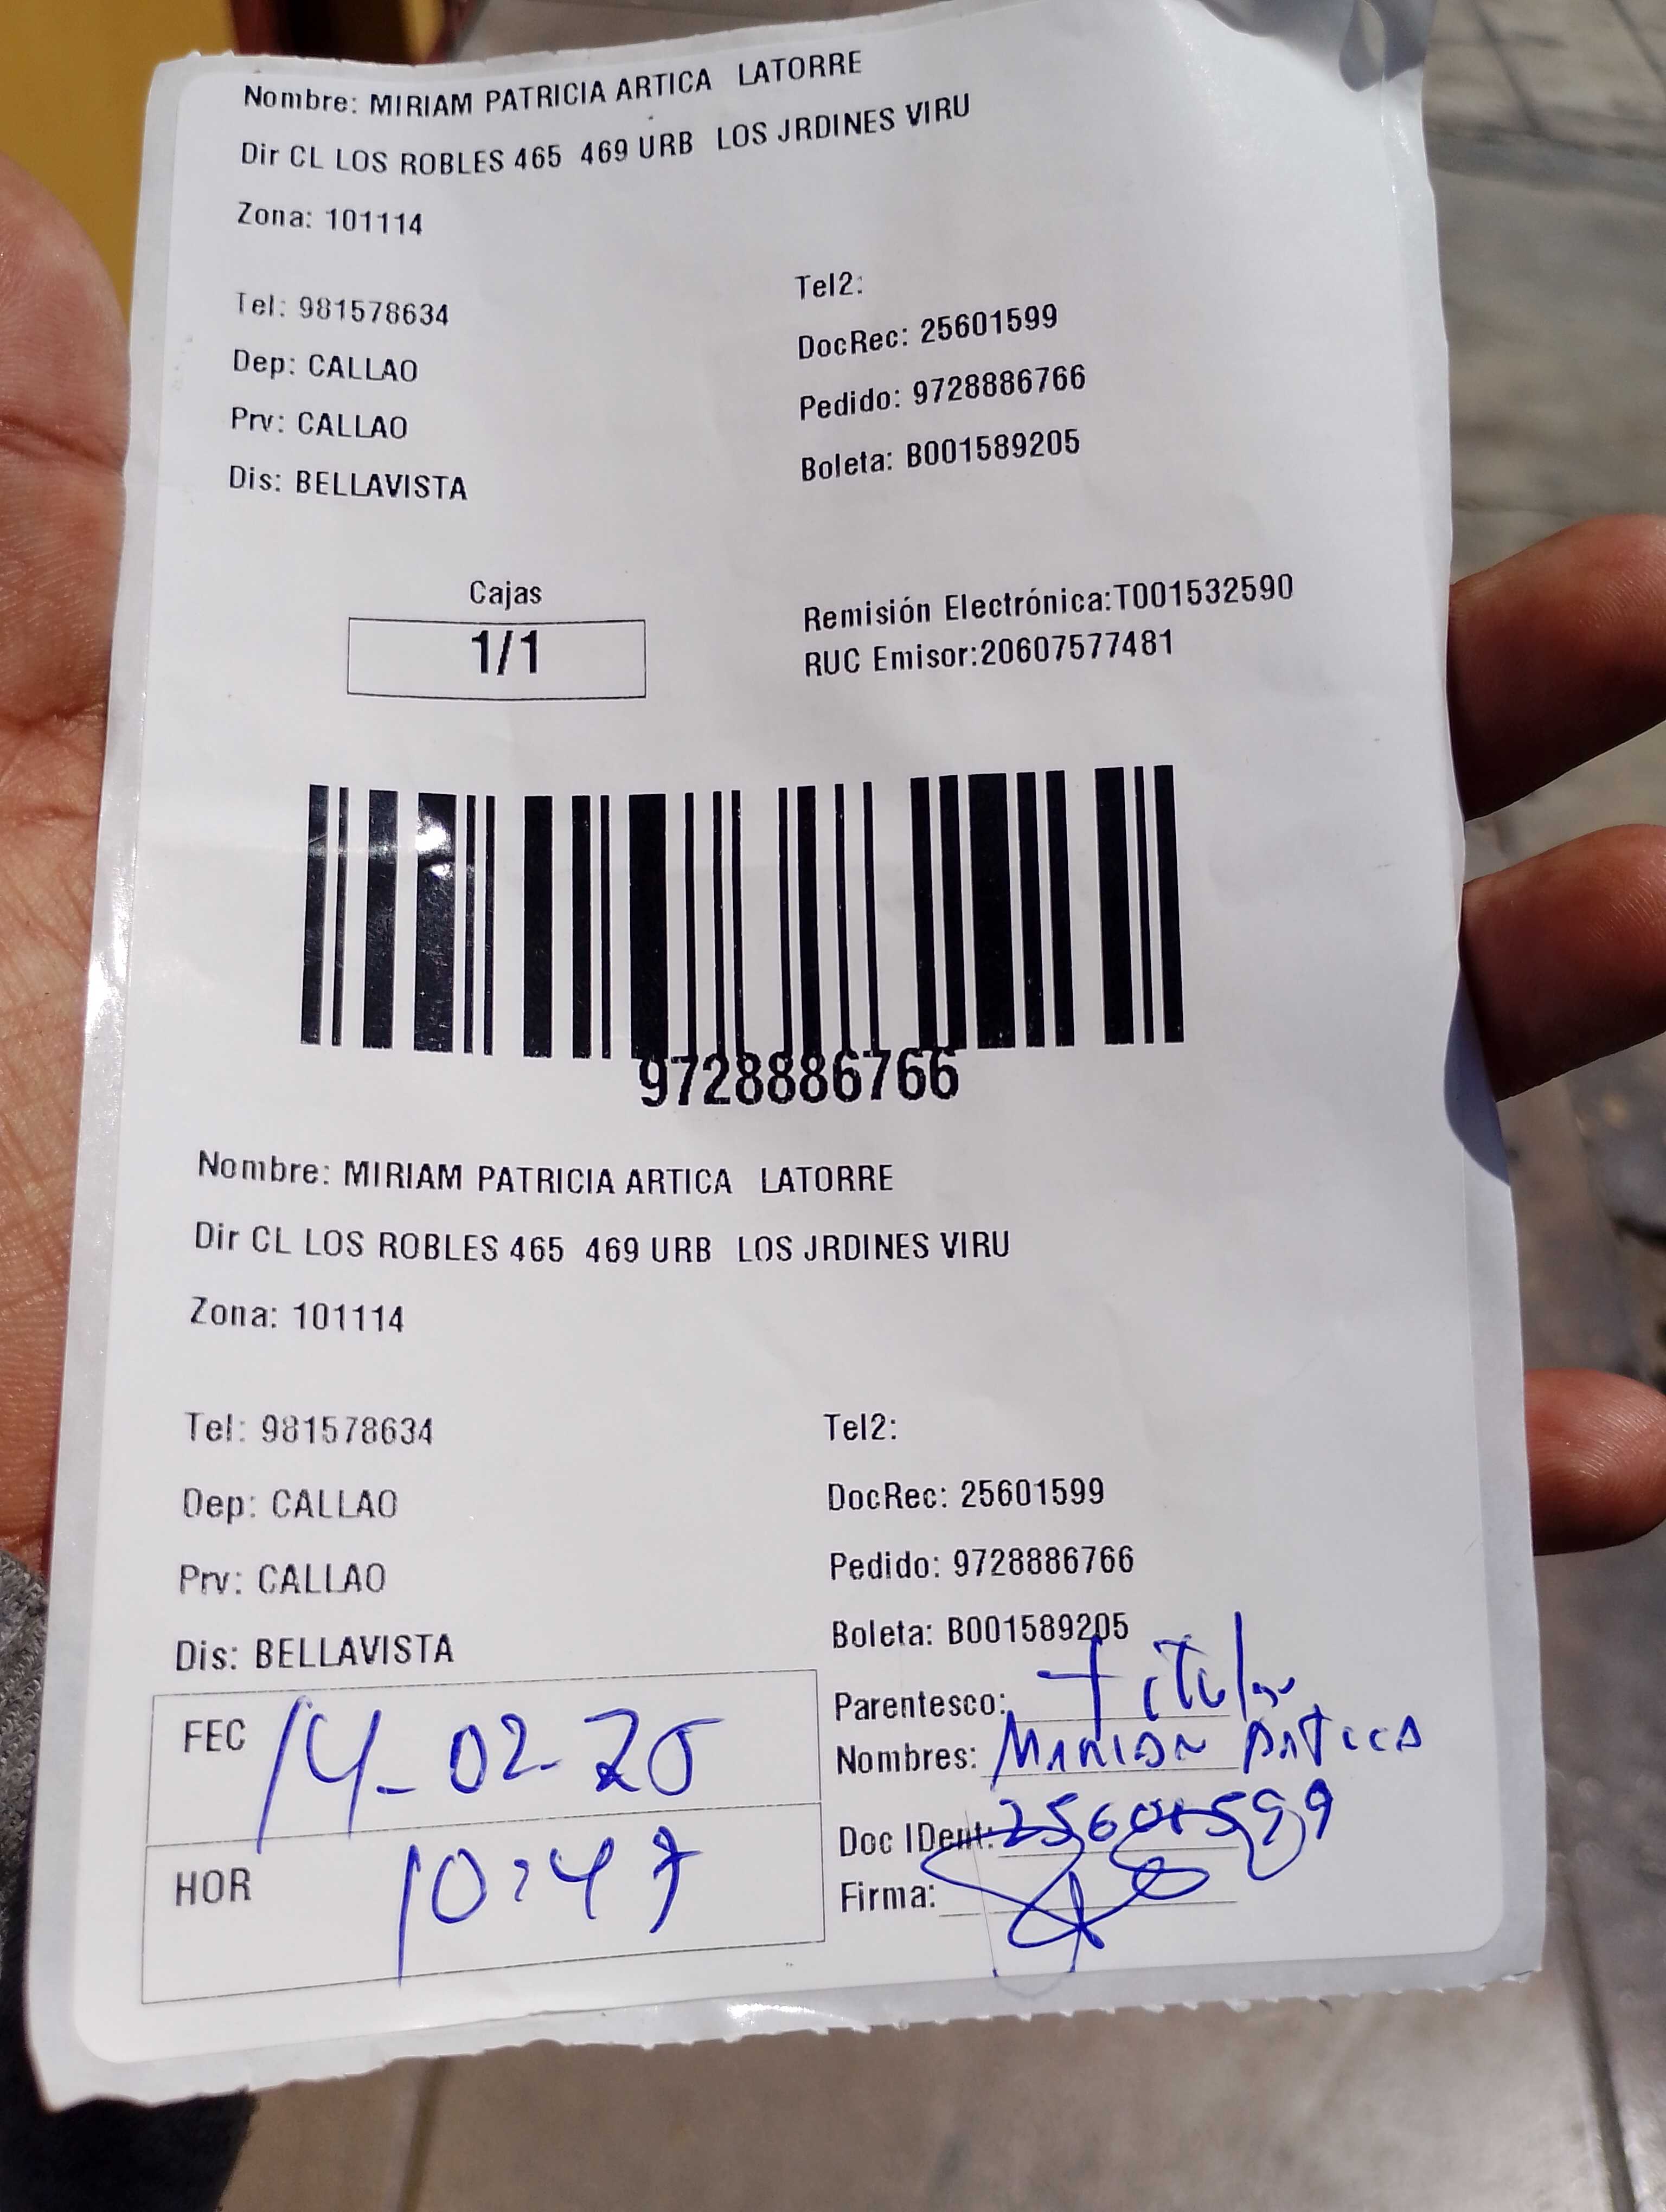 Nombre: MIRIAM PATRICIA ARTICA LATORRE
Dir CL LOS ROBLES 465 469 URB LOS JRDINES VIRU
Zona: 101114
Tel: 981578634
Tel2:
Dep: CALLAO
DocRec: 25601599
Prv: CALLAO
Pedido: 9728886766
Dis: BELLAVISTA
Boleta: B001589205
Cajas
1/1
Remisión Electrónica:T001532590
RUC Emisor:20607577481
9728886766
Nombre: MIRIAM PATRICIA ARTICA LATORRE
Dir CL LOS ROBLES 465 469 URB LOS JRDINES VIRU
Zona: 101114
Tel: 981578634
Tel2:
Dep: CALLAO
DocRec: 25601599
Prv: CALLAO
Pedido: 9728886766
Dis: BELLAVISTA
Boleta: B001589205
FEC 14-02-25
Parentesco: titular
Nombres: ARTICA
HOR 10:47
Doc IDent: 25601599
Firma: